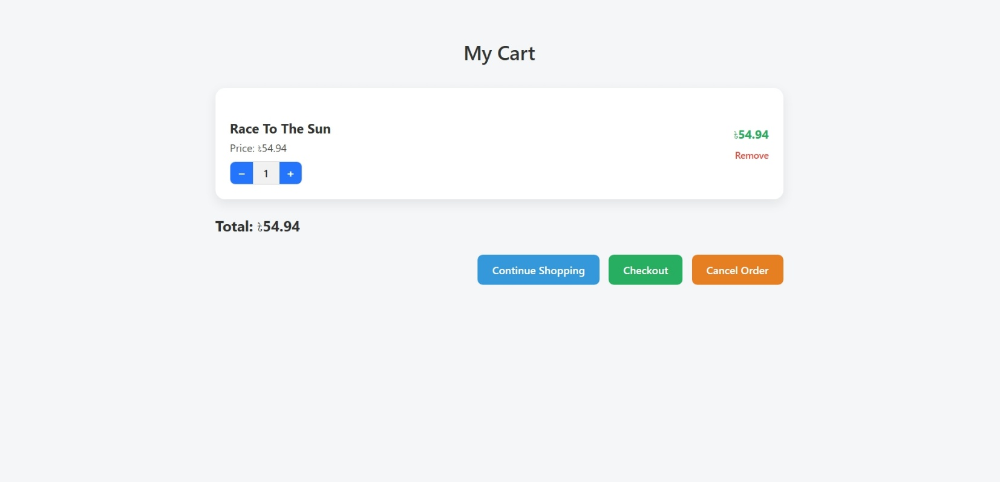 My Cart
Race To The Sun
৳54.94
Price: ৳54.94
Remove
− 1 +
Total: ৳54.94
Continue Shopping Checkout Cancel Order